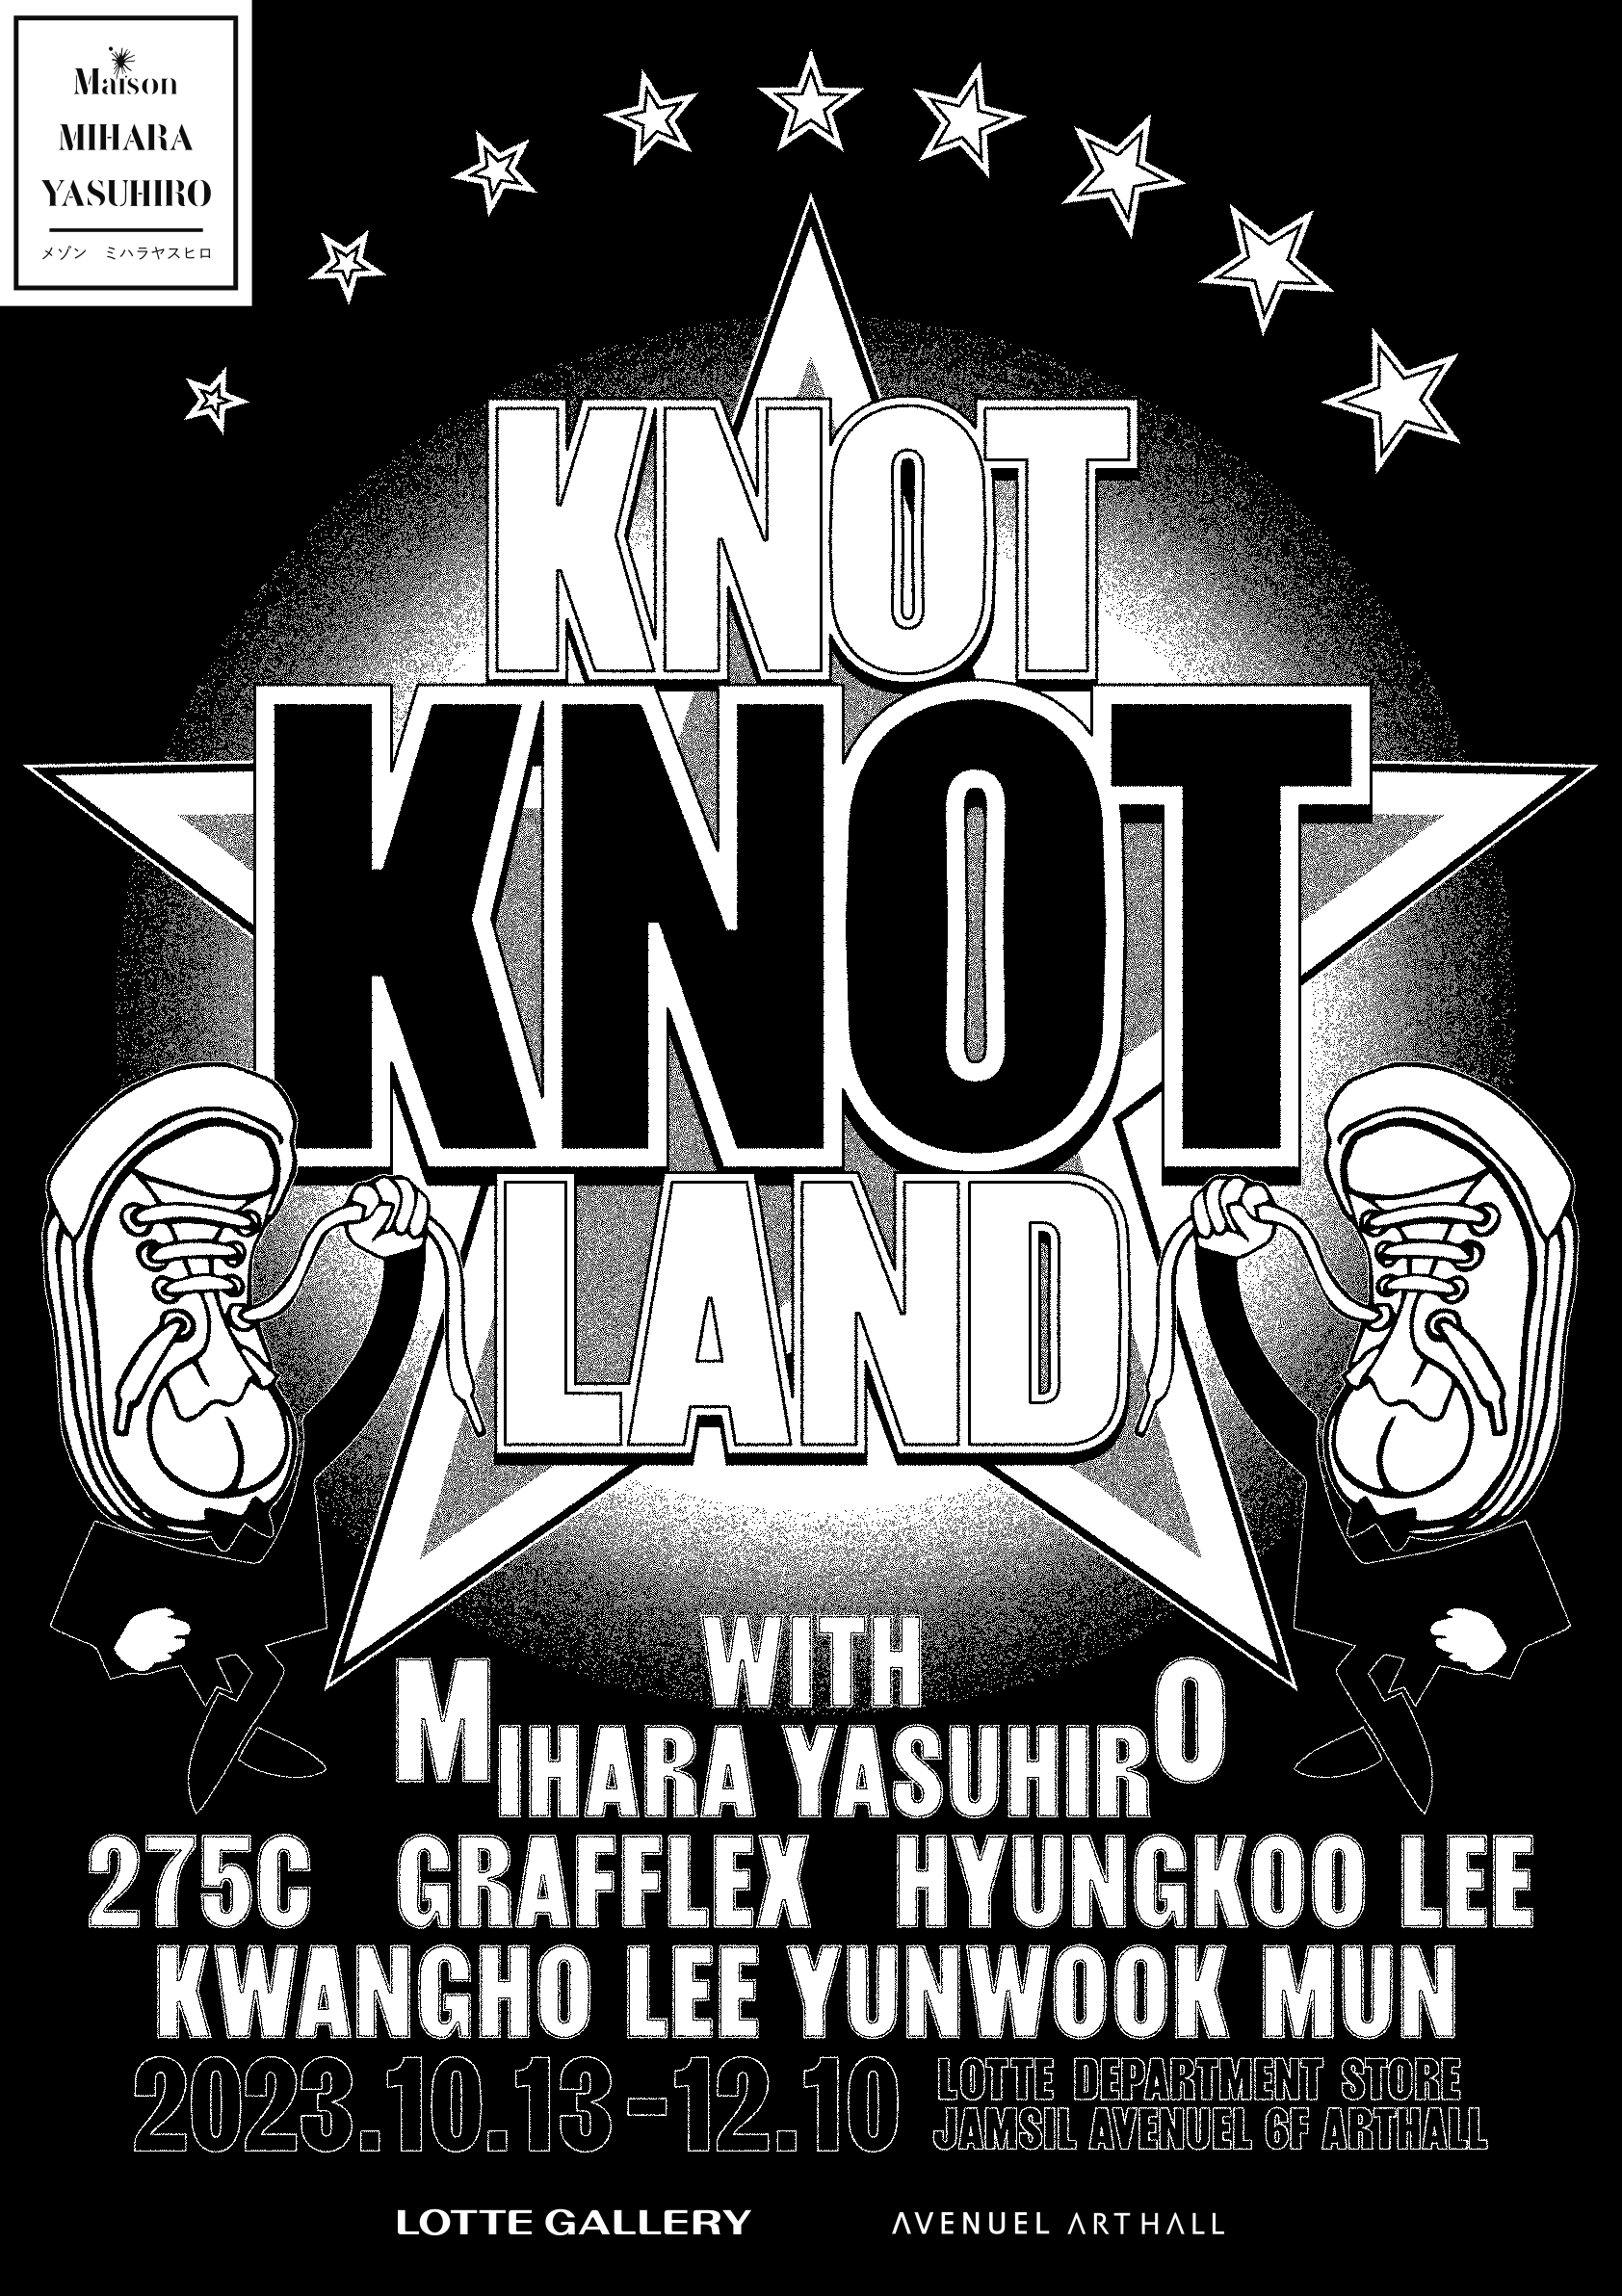 Maison
MIHARA
YASUHIRO
メゾン ミハラヤスヒロ
KNOT
KNOT
LAND
WITH
MIHARA YASUHIRO
275C GRAFFLEX HYUNGKOO LEE
KWANGHO LEE YUNWOOK MUN
2023.10.13-12.10
LOTTE DEPARTMENT STORE
JAMSIL AVENUEL 6F ARTHALL
LOTTE GALLERY AVENUEL ARTHALL